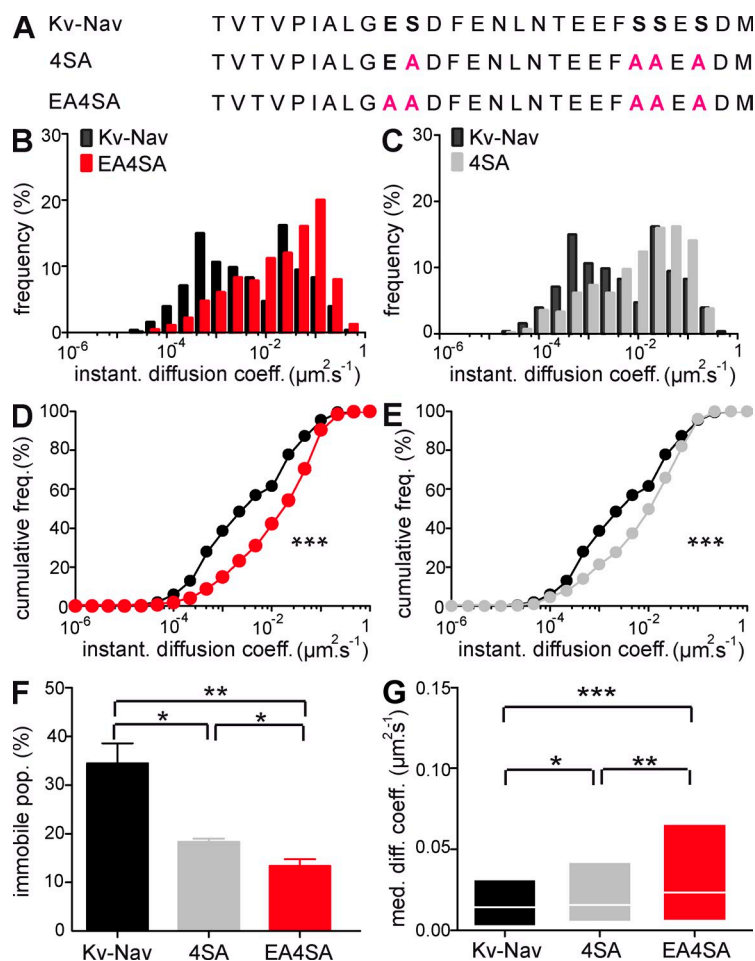 A
Kv-Nav TVTVPIALGESDFENLNTEEFSSESDM
4SA TVTVPIALGEADFENLNTEEFAAEADM
EA4SA TVTVPIALGAADFENLNTEEFAAEADM
B
Kv-Nav
EA4SA
frequency (%)
30
20
10
0
10-6 10-4 10-2 1
instant. diffusion coeff. (µm².s-1)
C
Kv-Nav
4SA
frequency (%)
30
20
10
0
10-6 10-4 10-2 1
instant. diffusion coeff. (µm².s-1)
D
cumulative freq. (%)
100
80
60
40
20
0
***
10-6 10-4 10-2 1
instant. diffusion coeff. (µm².s-1)
E
cumulative freq. (%)
100
80
60
40
20
0
***
10-6 10-4 10-2 1
instant. diffusion coeff. (µm².s-1)
F
immobile pop. (%)
50
40
30
20
10
0
**
* *
Kv-Nav 4SA EA4SA
G
med. diff. coeff. (µm².s-1)
0.15
0.10
0.05
0.00
***
* **
Kv-Nav 4SA EA4SA